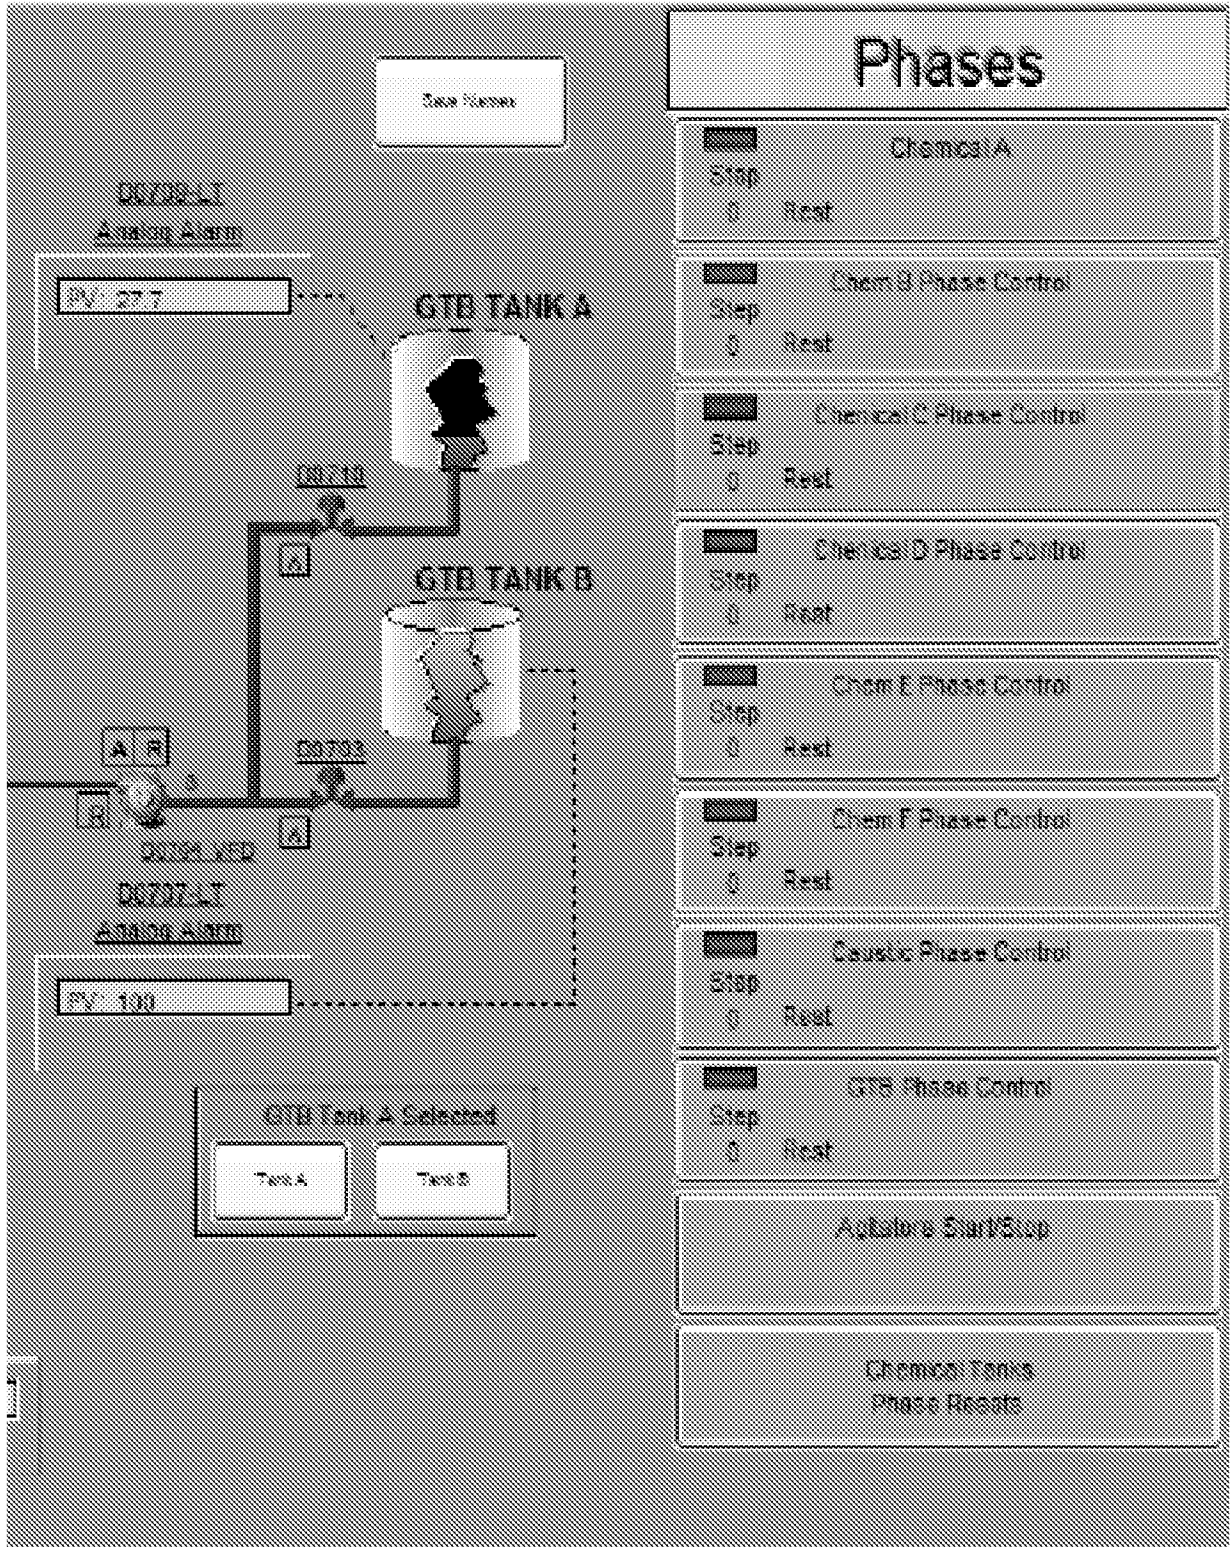 Phases
Save Names
Chemical A
Step
0 Rest
Analog Alarm
PV: 27.7
GTB TANK A
Chem B Phase Control
Step
0 Rest
Chemical C Phase Control
Step
0 Rest
D0710
A
Chemical D Phase Control
Step
0 Rest
GTB TANK B
Chem E Phase Control
Step
0 Rest
A R
D0703
R
A
Chem F Phase Control
Step
0 Rest
D0707-LT
Analog Alarm
PV: 100
Caustic Phase Control
Step
0 Rest
GTB Phase Control
Step
0 Rest
GTB Tank A Selected
Tank A Tank B
Agitators Start/Stop
Chemical Tanks
Phase Resets